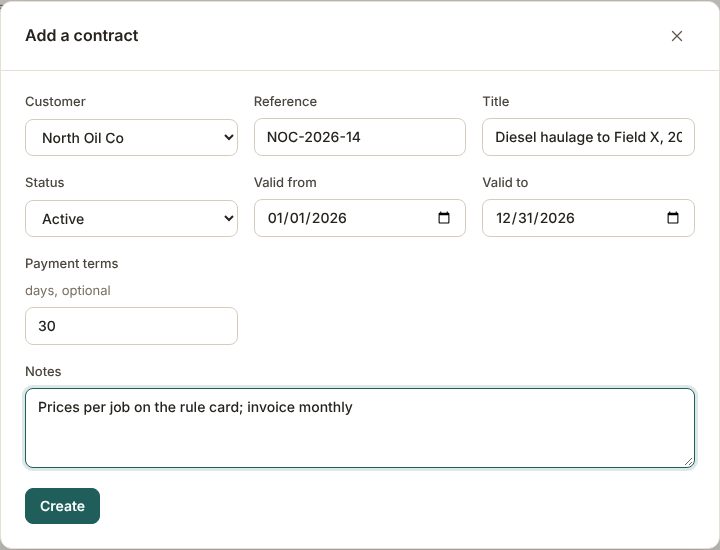 Add a contract
Customer
Reference
Title
North Oil Co
NOC-2026-14
Diesel haulage to Field X, 20
Status
Valid from
Valid to
Active
01/01/2026
12/31/2026
Payment terms
days, optional
30
Notes
Prices per job on the rule card; invoice monthly
Create